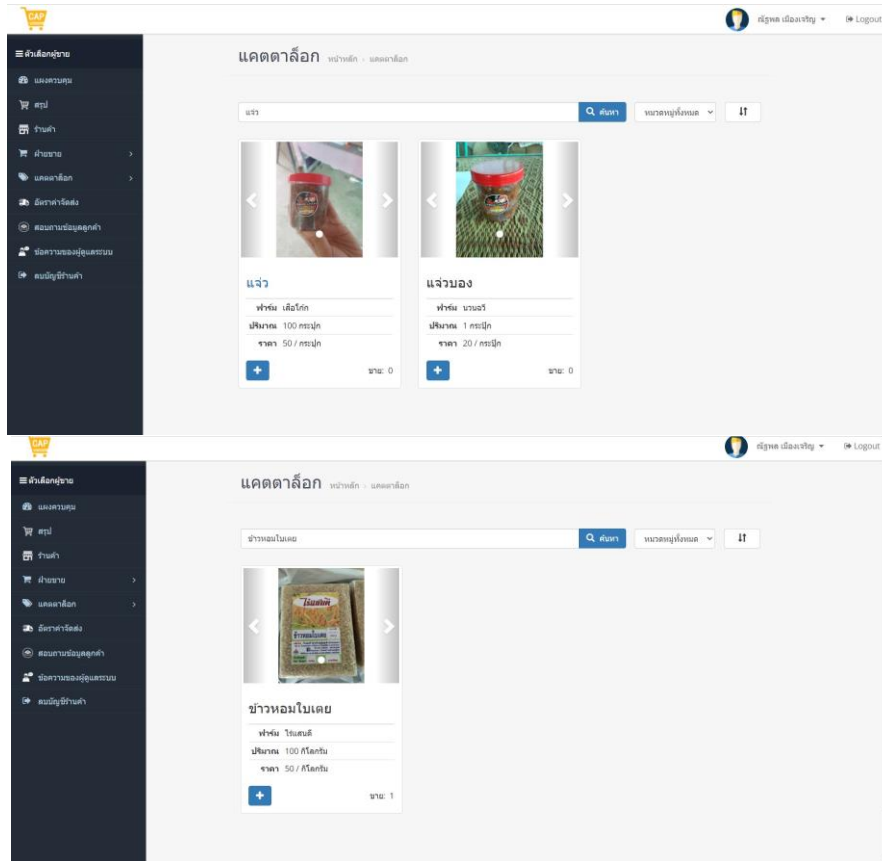 CAP
ณัฐพล เมืองเจริญ
Logout
ตัวเลือกผู้ขาย
แผงควบคุม
สรุป
ร้านค้า
ฝ่ายขาย
แคตตาล็อก
อัตราค่าจัดส่ง
สอบถามข้อมูลลูกค้า
ข้อความของผู้ดูแลระบบ
ลบบัญชีร้านค้า
แคตตาล็อก หน้าหลัก › แคตตาล็อก
แจ่ว
ค้นหา
หมวดหมู่ทั้งหมด
แจ่ว
ฟาร์ม เสือโก้ก
ปริมาณ 100 กระปุก
ราคา 50 / กระปุก
ขาย: 0
แจ่วบอง
ฟาร์ม นวนฉวี
ปริมาณ 1 กระปุ๊ก
ราคา 20 / กระปุ๊ก
ขาย: 0
CAP
ณัฐพล เมืองเจริญ
Logout
ตัวเลือกผู้ขาย
แผงควบคุม
สรุป
ร้านค้า
ฝ่ายขาย
แคตตาล็อก
อัตราค่าจัดส่ง
สอบถามข้อมูลลูกค้า
ข้อความของผู้ดูแลระบบ
ลบบัญชีร้านค้า
แคตตาล็อก หน้าหลัก › แคตตาล็อก
ข้าวหอมใบเตย
ค้นหา
หมวดหมู่ทั้งหมด
ไร่แสนดี
ข้าวหอมใบเตย
ข้าวหอมใบเตย
ฟาร์ม ไร่แสนดี
ปริมาณ 100 กิโลกรัม
ราคา 50 / กิโลกรัม
ขาย: 1